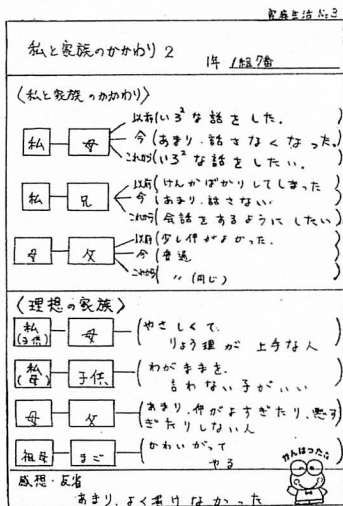 家庭生活 No.3
私と家族のかかわり 2
1年 1組7番
〈私と家族のかかわり〉
私 母
以前(いろ²な話をした。
今(あまり、話さなくなった。
これから(いろ²な話をしたい。
私 兄
以前(けんかばかりしてしまった
今(あまり、話さない
これから(会話をするようにしたい
母 父
以前(少し仲がよかった。
今(普通
これから(〃(同じ)
〈理想の家族〉
私(子供) 母
(やさしくて、
りょう理が 上手な人
私(母) 子供、
(わがままを、
言わない子がいい
母 父
(あまり、仲がよすぎたり、悪す
ぎたりしない人
祖母 まご
(かわいがって
やる
がんばったね
感想・反省
あまり、よく書けなかった